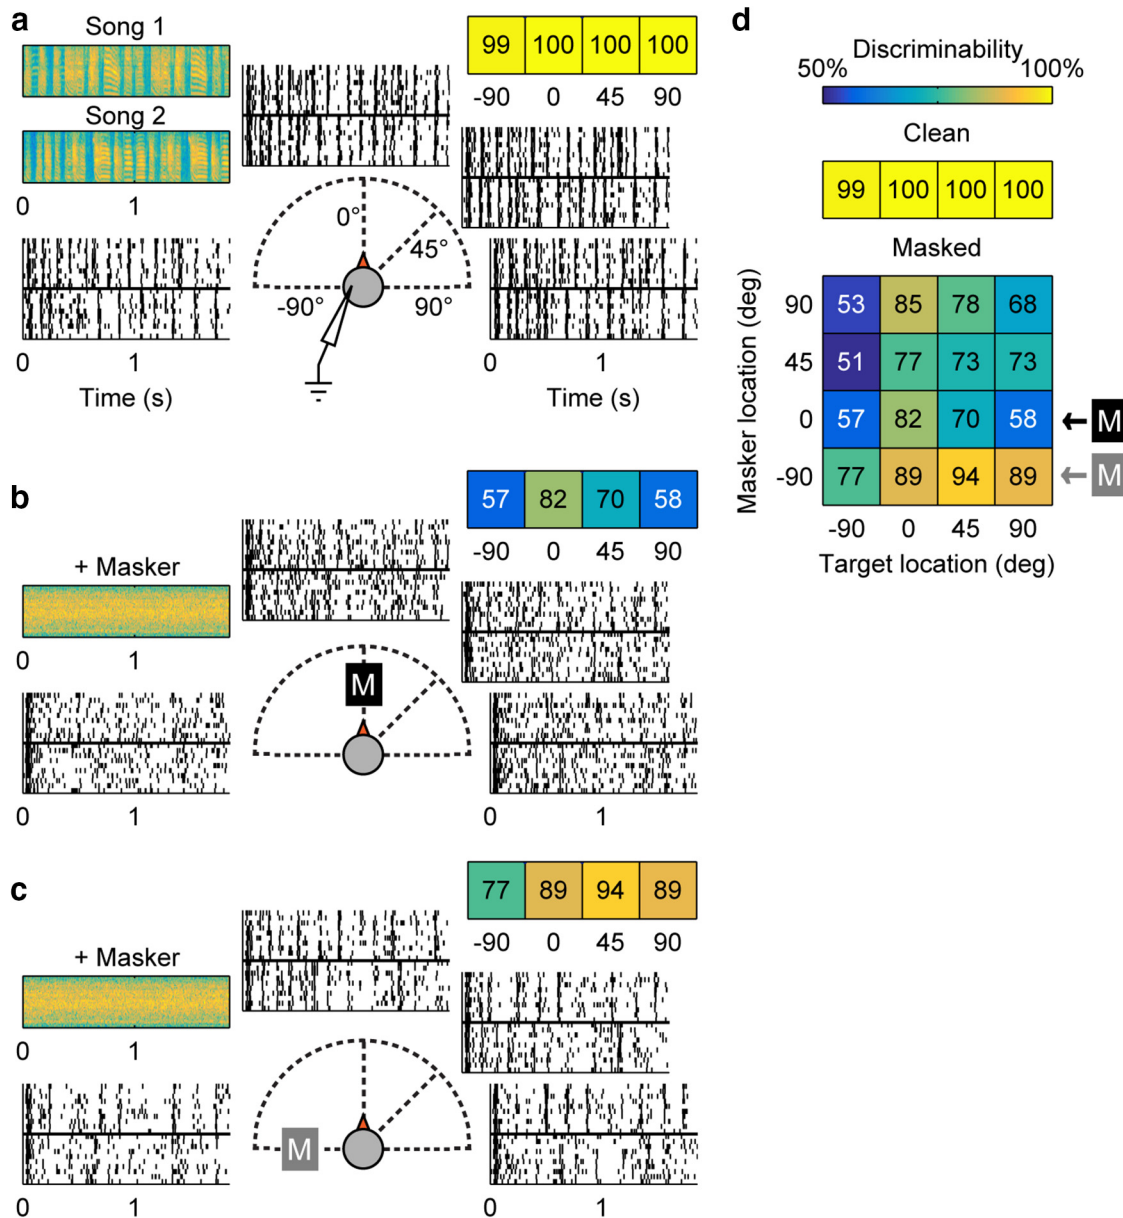 a
Song 1
Song 2
0 1
0 1
Time (s)
0°
45°
-90° 90°
99 100 100 100
-90 0 45 90
0 1
Time (s)
b
+ Masker
0 1
0 1
M
57 82 70 58
-90 0 45 90
0 1
c
+ Masker
0 1
0 1
M
77 89 94 89
-90 0 45 90
0 1
d
Discriminability
50% 100%
Clean
99 100 100 100
Masked
Masker location (deg)
90 53 85 78 68
45 51 77 73 73
0 57 82 70 58 M
-90 77 89 94 89 M
-90 0 45 90
Target location (deg)